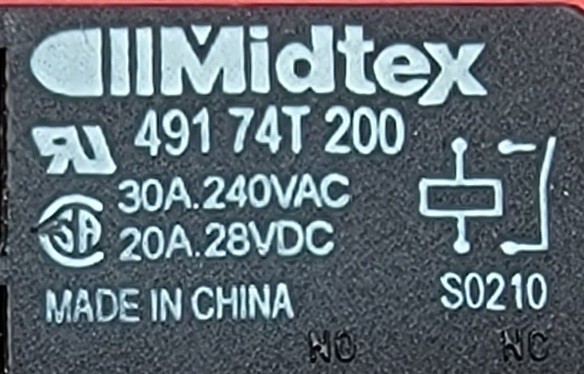 Midtex
491 74T 200
30A.240VAC
20A.28VDC
MADE IN CHINA
S0210
NO NC